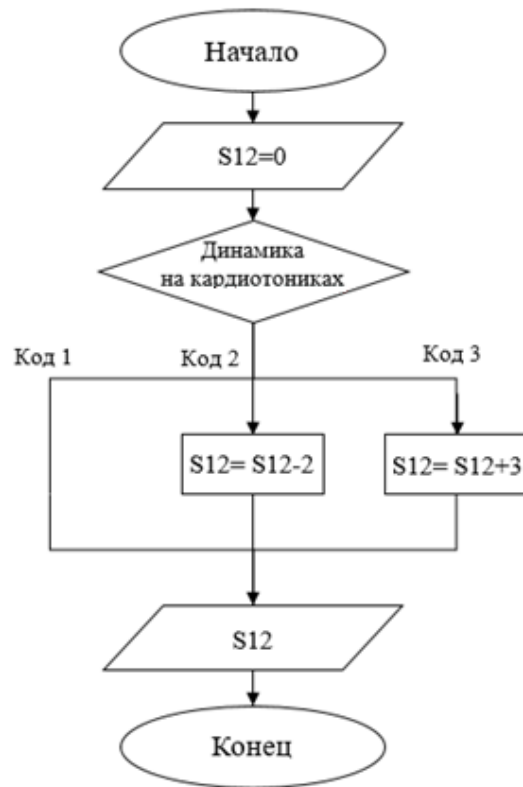 Начало
S12=0
Динамика
на кардиотониках
Код 1
Код 2
Код 3
S12= S12-2
S12= S12+3
S12
Конец